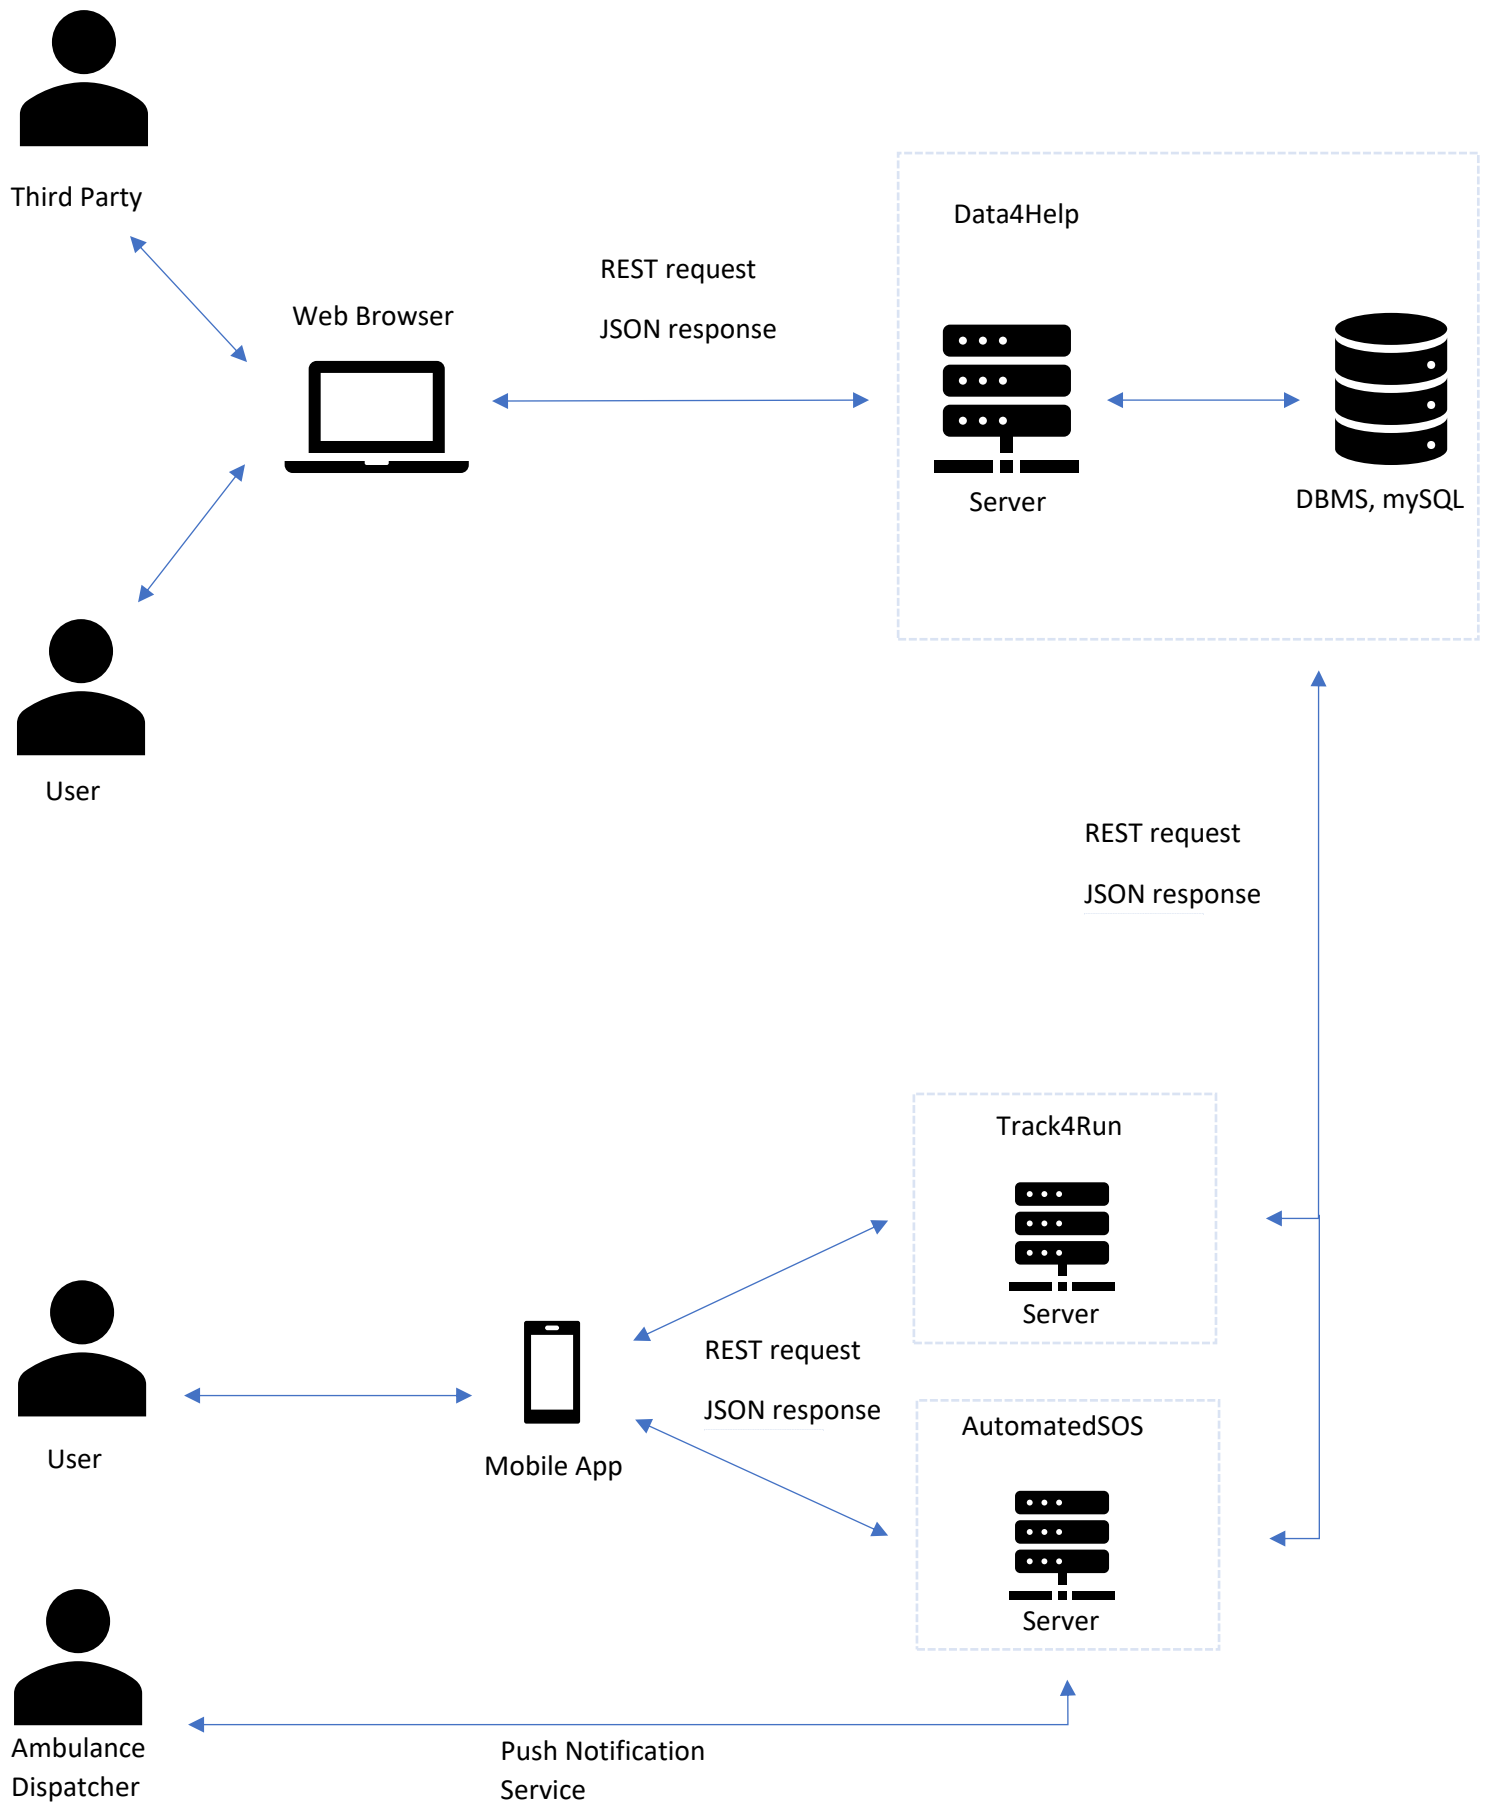 Third Party
Data4Help
REST request
JSON response
Web Browser
Server
DBMS, mySQL
User
REST request
JSON response
Track4Run
Server
REST request
JSON response
AutomatedSOS
User
Mobile App
Server
Ambulance
Dispatcher
Push Notification
Service